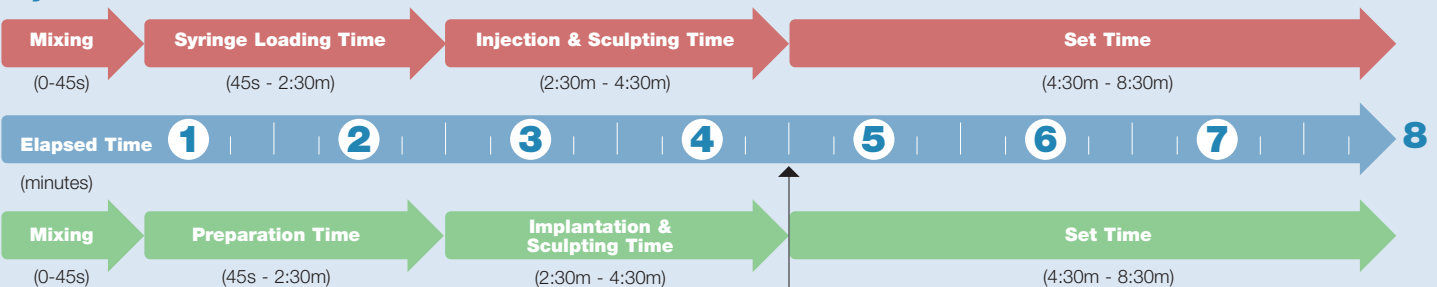 Mixing Syringe Loading Time Injection & Sculpting Time Set Time
(0-45s) (45s - 2:30m) (2:30m - 4:30m) (4:30m - 8:30m)
Elapsed Time 1 2 3 4 5 6 7 8
(minutes)
Mixing Preparation Time Implantation & Set Time
Sculpting Time
(0-45s) (45s - 2:30m) (2:30m - 4:30m) (4:30m - 8:30m)